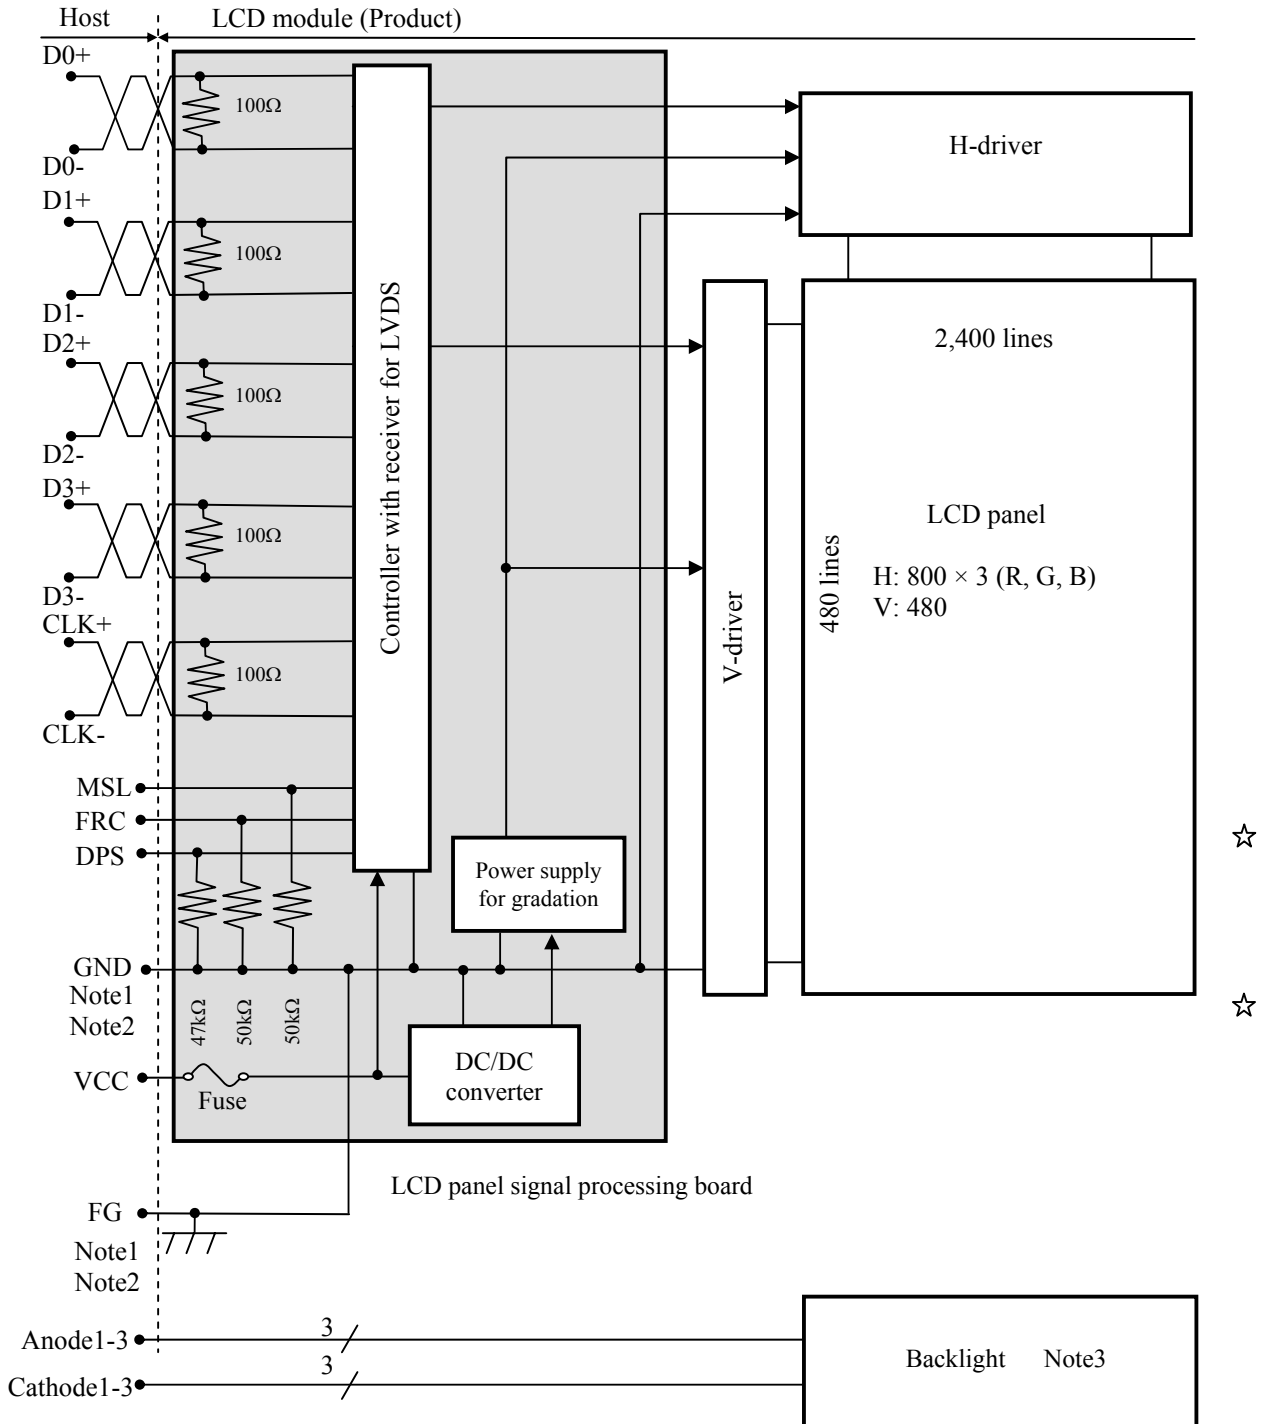 Host
LCD module (Product)
D0+
100Ω
D0-
D1+
100Ω
D1-
D2+
100Ω
D2-
D3+
100Ω
D3-
CLK+
100Ω
CLK-
MSL
FRC
DPS
GND
Note1
Note2
47kΩ
50kΩ
50kΩ
VCC
Fuse
Controller with receiver for LVDS
Power supply
for gradation
DC/DC
converter
H-driver
V-driver
2,400 lines
480 lines
LCD panel
H: 800 × 3 (R, G, B)
V: 480
☆
☆
LCD panel signal processing board
FG
Note1
Note2
Anode1-3
3
Cathode1-3
3
Backlight Note3